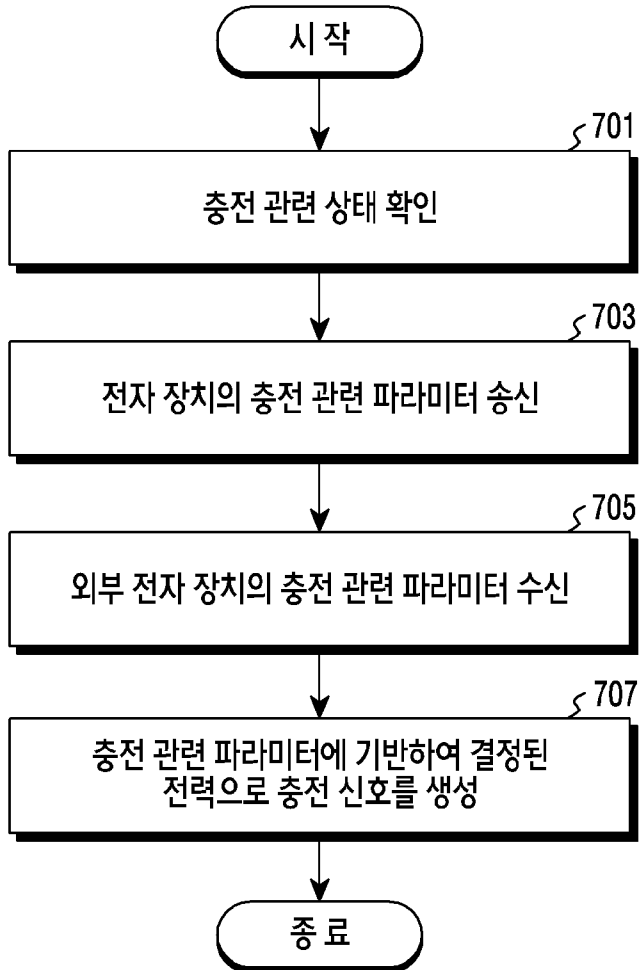 시작
701
충전 관련 상태 확인
703
전자 장치의 충전 관련 파라미터 송신
705
외부 전자 장치의 충전 관련 파라미터 수신
707
충전 관련 파라미터에 기반하여 결정된
전력으로 충전 신호를 생성
종료